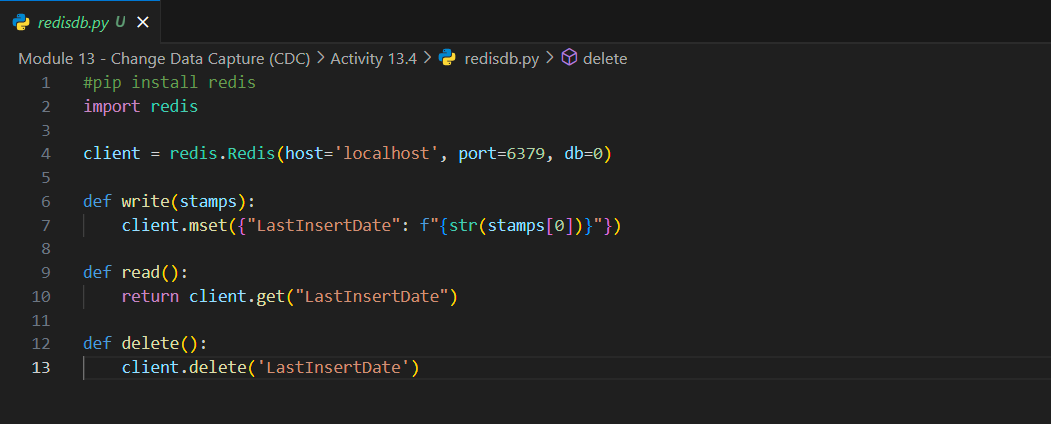 redisdb.py U
Module 13 - Change Data Capture (CDC) > Activity 13.4 > redisdb.py > delete
1 #pip install redis
2 import redis
3
4 client = redis.Redis(host='localhost', port=6379, db=0)
5
6 def write(stamps):
7     client.mset({"LastInsertDate": f"{str(stamps[0])}"})
8
9 def read():
10     return client.get("LastInsertDate")
11
12 def delete():
13     client.delete('LastInsertDate')